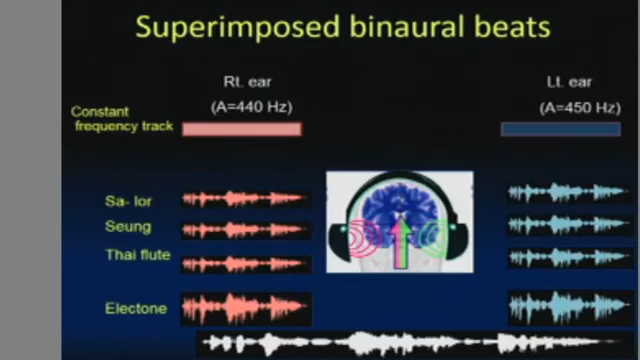 Superimposed binaural beats
Rt. ear
Lt. ear
(A=440 Hz)
(A=450 Hz)
Constant
frequency track
Sa- lor
Seung
Thai flute
Electone